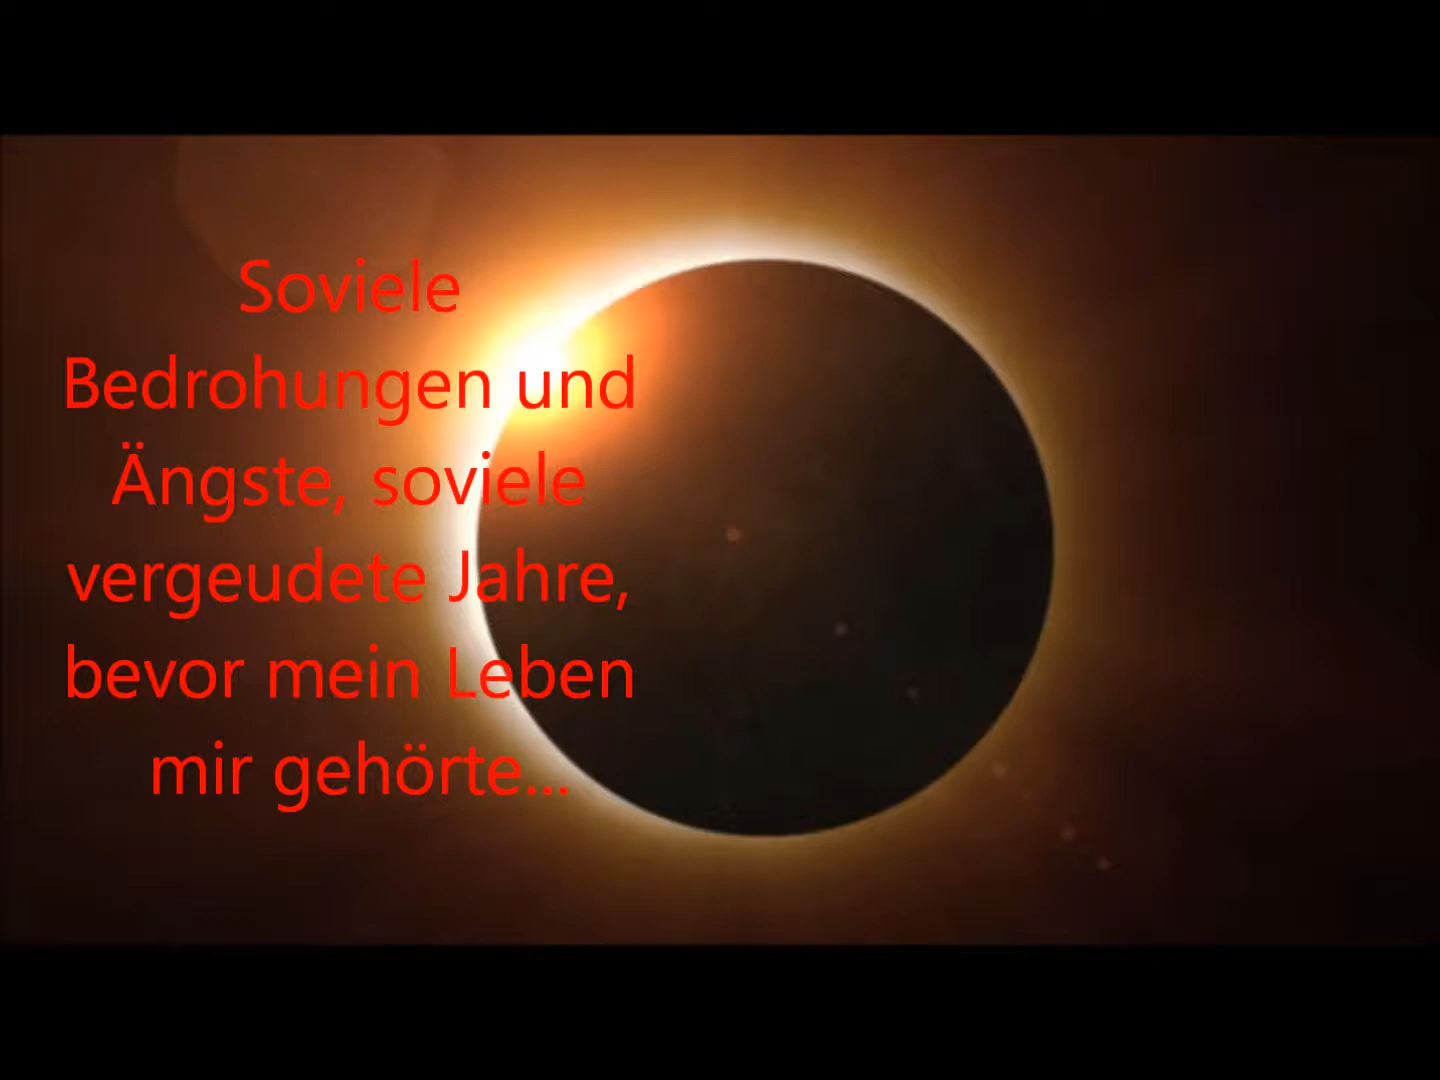 Soviele
Bedrohungen und
Ängste, soviele
vergeudete Jahre,
bevor mein Leben
mir gehörte...